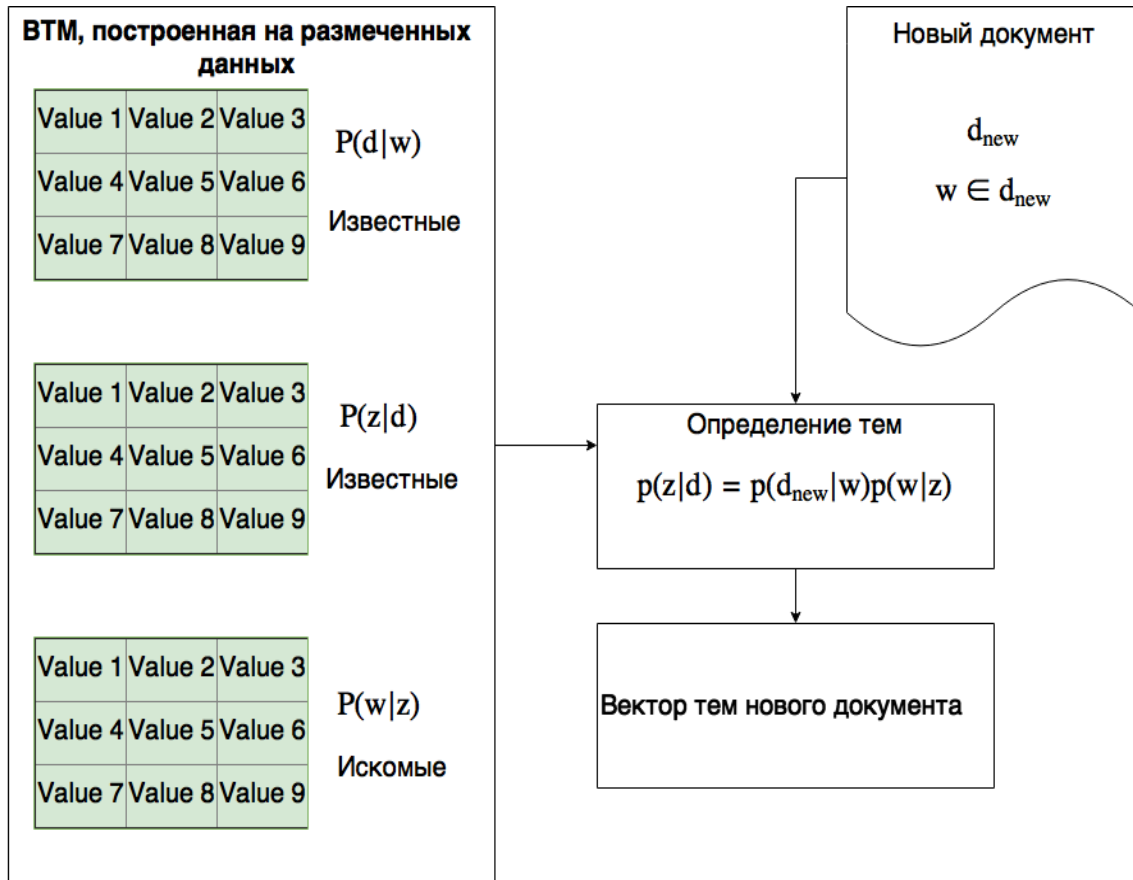 ВТМ, построенная на размеченных
данных
Value 1 Value 2 Value 3
Value 4 Value 5 Value 6
Value 7 Value 8 Value 9
P(d|w)
Известные
Value 1 Value 2 Value 3
Value 4 Value 5 Value 6
Value 7 Value 8 Value 9
P(z|d)
Известные
Value 1 Value 2 Value 3
Value 4 Value 5 Value 6
Value 7 Value 8 Value 9
P(w|z)
Искомые
Новый документ
d_new
w ∈ d_new
Определение тем
p(z|d) = p(d_new|w)p(w|z)
Вектор тем нового документа